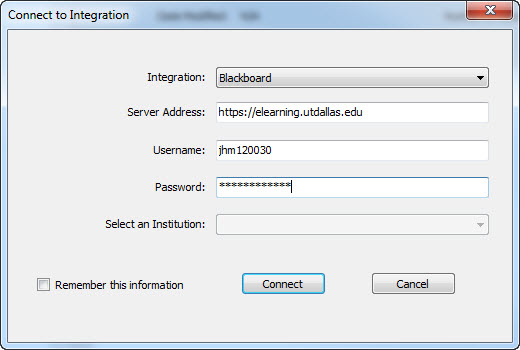 Connect to Integration
Integration: Blackboard
Server Address: https://elearning.utdallas.edu
Username: jhm120030
Password: ************
Select an Institution:
Remember this information
Connect
Cancel